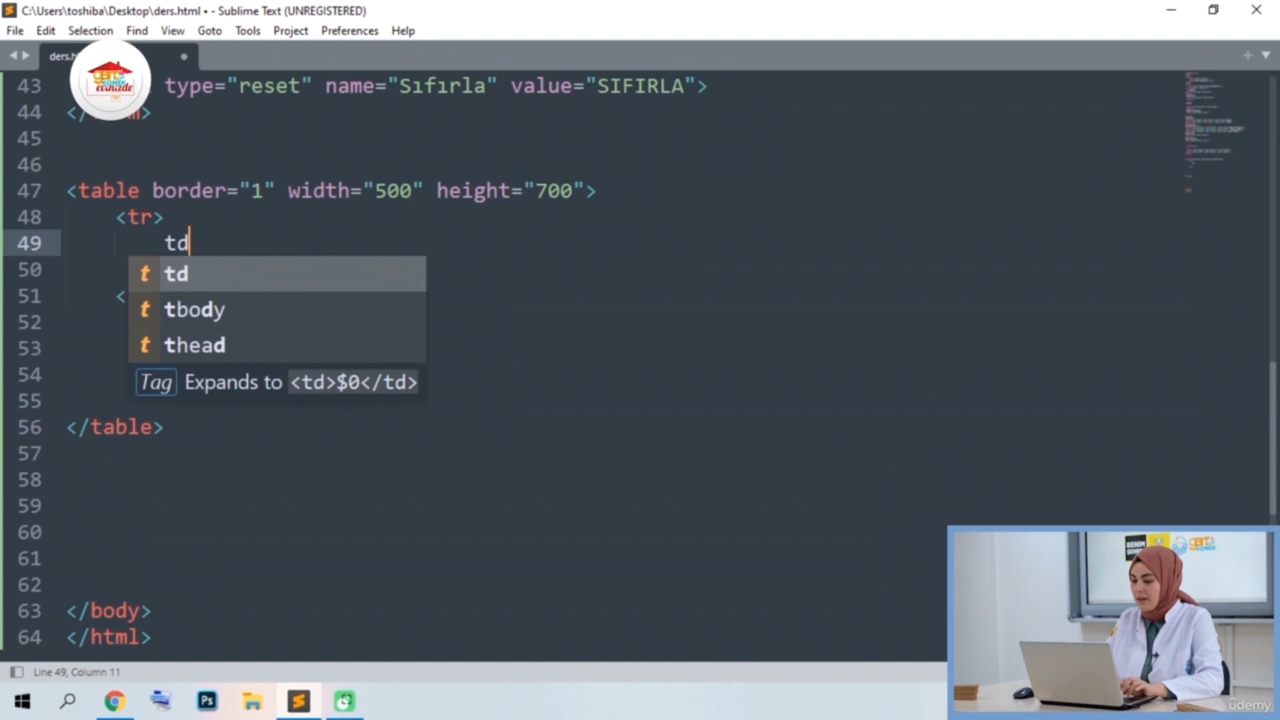 C:\Users\toshiba\Desktop\ders.html • - Sublime Text (UNREGISTERED)
File Edit Selection Find View Goto Tools Project Preferences Help
43 type="reset" name="Sıfırla" value="SIFIRLA">
44
45
46
47 <table border="1" width="500" height="700">
48 <tr>
49 td
t td
50
t tbody
51 <
52
t thead
53
Tag Expands to <td>$0</td>
54
55
56 </table>
57
58
59
60
61
62
63 </body>
64 </html>
Line 49, Column 11
Ps
ûdemy